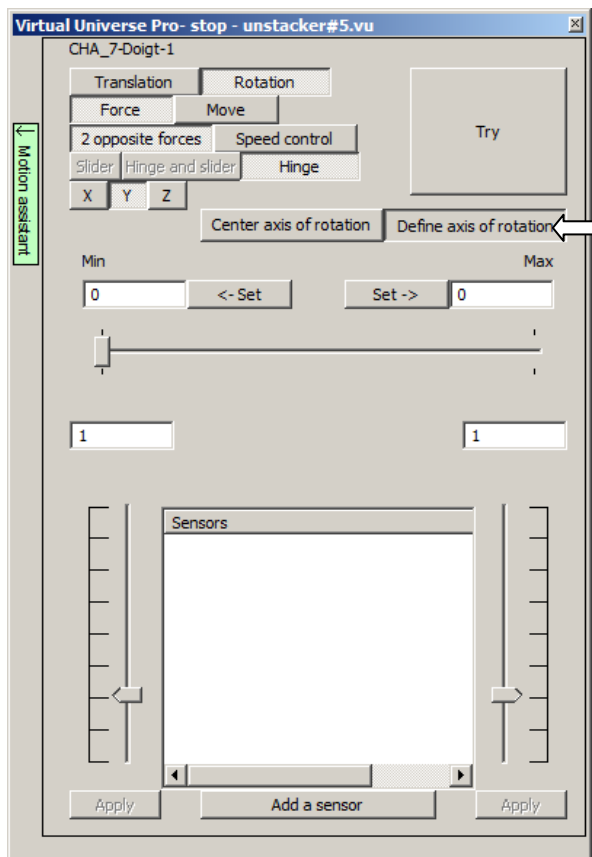 Virtual Universe Pro- stop - unstacker#5.vu
CHA_7-Doigt-1
Translation Rotation
Force Move
Try
2 opposite forces Speed control
Slider Hinge and slider Hinge
X Y Z
Center axis of rotation Define axis of rotation
↓ Motion assistant
Min Max
0 <- Set Set -> 0
1 1
Sensors
Apply Add a sensor Apply